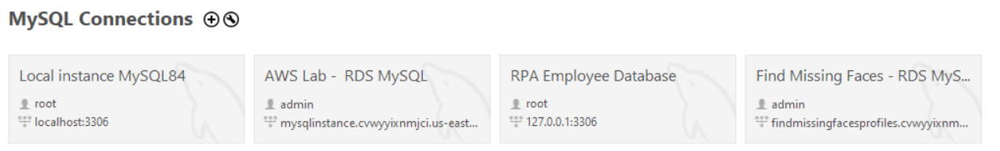 MySQL Connections
Local instance MySQL84
root
localhost:3306
AWS Lab - RDS MySQL
admin
mysqlinstance.cvwyyixnmjci.us-east...
RPA Employee Database
root
127.0.0.1:3306
Find Missing Faces - RDS MyS...
admin
findmissingfacesprofiles.cvwyyixnm...